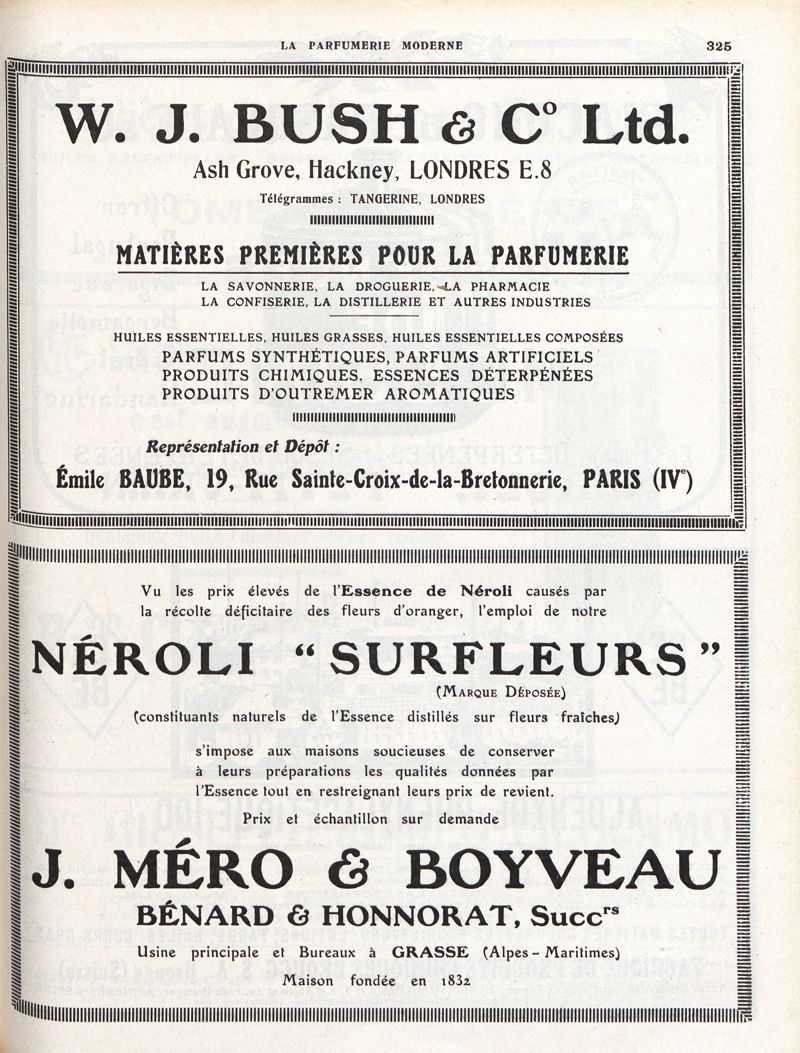 LA PARFUMERIE MODERNE 325
W. J. BUSH & Cº Ltd.
Ash Grove, Hackney, LONDRES E.8
Télégrammes : TANGERINE, LONDRES
MATIÈRES PREMIÈRES POUR LA PARFUMERIE
LA SAVONNERIE, LA DROGUERIE, LA PHARMACIE
LA CONFISERIE, LA DISTILLERIE ET AUTRES INDUSTRIES
HUILES ESSENTIELLES, HUILES GRASSES, HUILES ESSENTIELLES COMPOSÉES
PARFUMS SYNTHÉTIQUES, PARFUMS ARTIFICIELS
PRODUITS CHIMIQUES, ESSENCES DÉTERPÉNÉES
PRODUITS D'OUTREMER AROMATIQUES
Représentation et Dépôt :
Émile BAUBE, 19, Rue Sainte-Croix-de-la-Bretonnerie, PARIS (IVᵉ)
Vu les prix élevés de l'Essence de Néroli causés par
la récolte déficitaire des fleurs d'oranger, l'emploi de notre
NÉROLI “ SURFLEURS ”
(MARQUE DÉPOSÉE)
(constituants naturels de l'Essence distillés sur fleurs fraîches)
s'impose aux maisons soucieuses de conserver
à leurs préparations les qualités données par
l'Essence tout en restreignant leurs prix de revient.
Prix et échantillon sur demande
J. MÉRO & BOYVEAU
BÉNARD & HONNORAT, Succʳˢ
Usine principale et Bureaux à GRASSE (Alpes-Maritimes)
Maison fondée en 1832